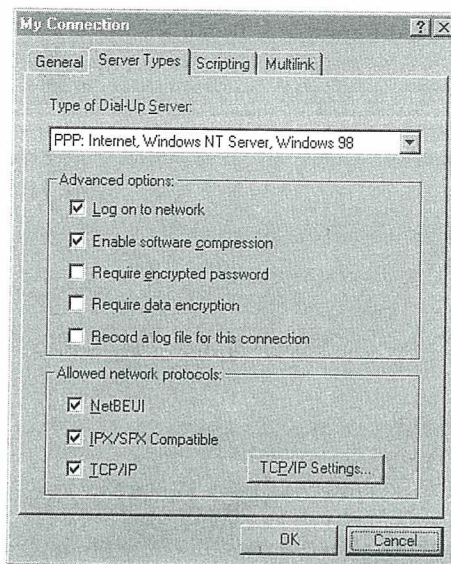 My Connection
General Server Types Scripting Multilink
Type of Dial-Up Server:
PPP: Internet, Windows NT Server, Windows 98
Advanced options:
Log on to network
Enable software compression
Require encrypted password
Require data encryption
Record a log file for this connection
Allowed network protocols:
NetBEUI
IPX/SPX Compatible
TCP/IP TCP/IP Settings...
OK Cancel